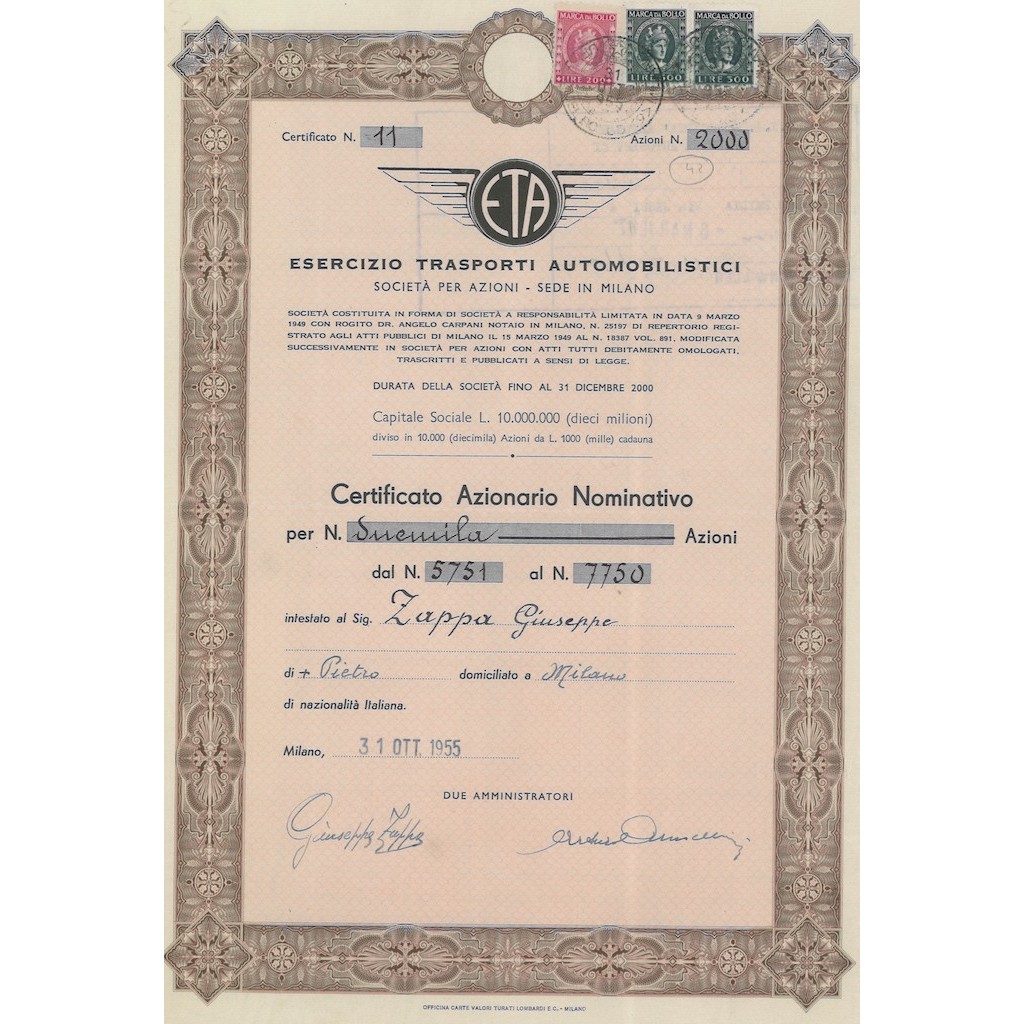 MARCA DA BOLLO MARCA DA BOLLO MARCA DA BOLLO
LIRE 200 LIRE 500 LIRE 500
Certificato N. 11 Azioni N. 2000
42
ETA
ESERCIZIO TRASPORTI AUTOMOBILISTICI
SOCIETÀ PER AZIONI - SEDE IN MILANO
SOCIETÀ COSTITUITA IN FORMA DI SOCIETÀ A RESPONSABILITÀ LIMITATA IN DATA 9 MARZO
1949 CON ROGITO DR. ANGELO CARPANI NOTAIO IN MILANO, N. 25197 DI REPERTORIO REGI-
STRATO AGLI ATTI PUBBLICI DI MILANO IL 15 MARZO 1949 AL N. 18387 VOL. 891, MODIFICATA
SUCCESSIVAMENTE IN SOCIETÀ PER AZIONI CON ATTI TUTTI DEBITAMENTE OMOLOGATI,
TRASCRITTI E PUBBLICATI A SENSI DI LEGGE.
DURATA DELLA SOCIETÀ FINO AL 31 DICEMBRE 2000
Capitale Sociale L. 10.000.000 (dieci milioni)
diviso in 10.000 (diecimila) Azioni da L. 1000 (mille) cadauna
Certificato Azionario Nominativo
per N. Duemila Azioni
dal N. 5751 al N. 7750
intestato al Sig. Zappa Giuseppe
di + Pietro domiciliato a Milano
di nazionalità Italiana.
Milano, 31 OTT. 1955
DUE AMMINISTRATORI
Giuseppe Zappa
OFFICINA CARTE VALORI TURATI LOMBARDI E C. - MILANO